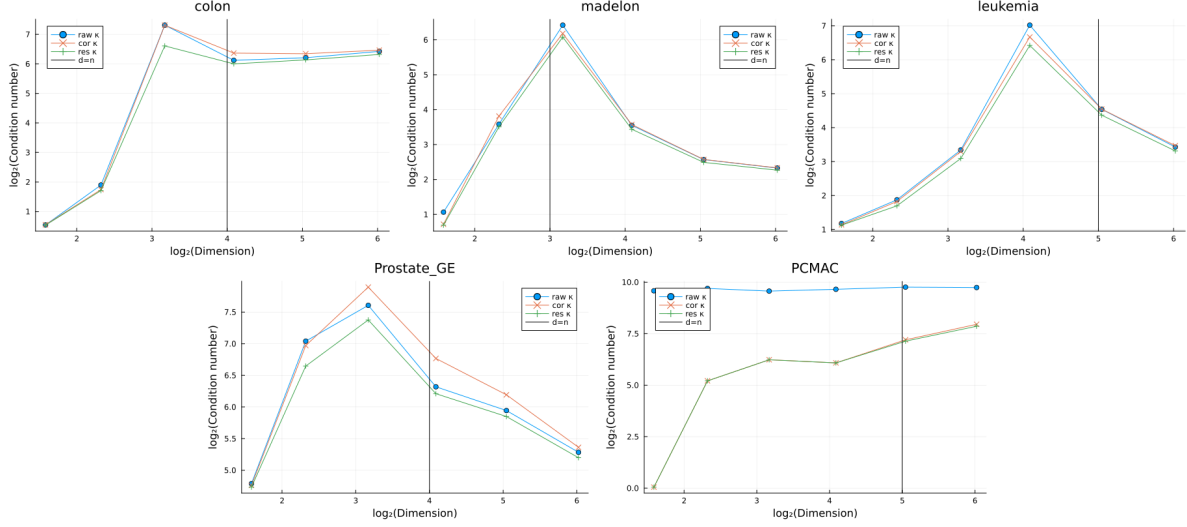 colon
7
6
5
4
3
2
1
log₂(Condition number)
raw κ
cor κ
res κ
d=n
2
3
4
5
6
log₂(Dimension)
madelon
6
5
4
3
2
1
log₂(Condition number)
raw κ
cor κ
res κ
d=n
2
3
4
5
6
log₂(Dimension)
leukemia
7
6
5
4
3
2
1
log₂(Condition number)
raw κ
cor κ
res κ
d=n
2
3
4
5
6
log₂(Dimension)
Prostate_GE
7.5
7.0
6.5
6.0
5.5
5.0
log₂(Condition number)
raw κ
cor κ
res κ
d=n
2
3
4
5
6
log₂(Dimension)
PCMAC
10.0
7.5
5.0
2.5
0.0
log₂(Condition number)
raw κ
cor κ
res κ
d=n
2
3
4
5
6
log₂(Dimension)